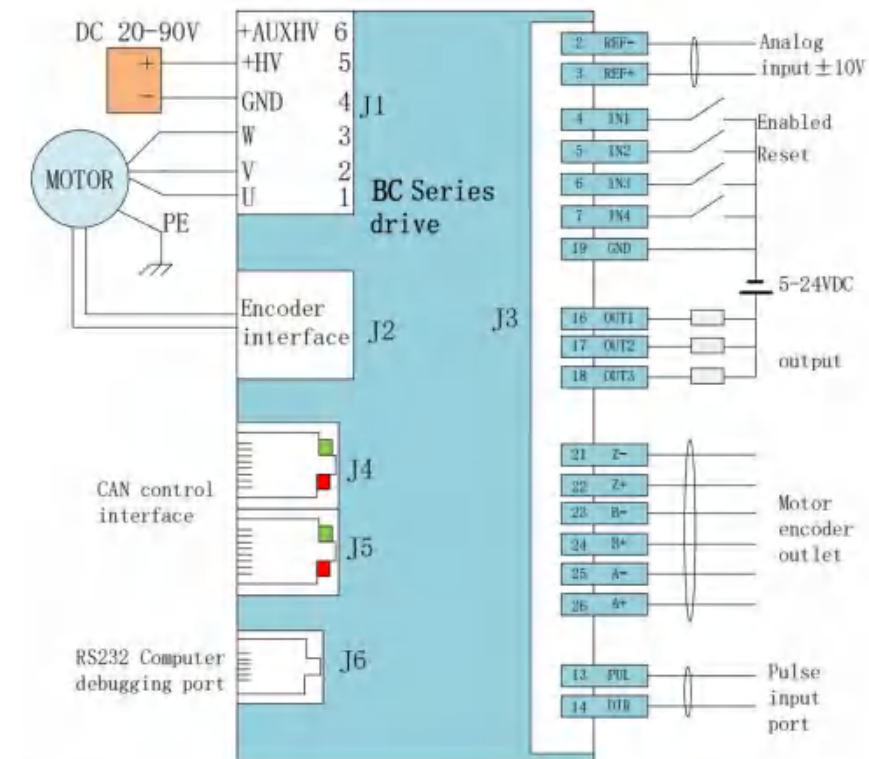 DC 20-90V
+AUXHV 6
+HV 5
GND 4
W 3
V 2
U 1
J1
+
-
MOTOR
PE
BC Series
drive
Encoder
interface
J2
J3
CAN control
interface
J4
J5
RS232 Computer
debugging port
J6
2 REF-
3 REF+
Analog
input ±10V
4 IN1
Enabled
5 IN2
Reset
6 IN3
7 IN4
19 GND
5-24VDC
16 OUT1
17 OUT2
18 OUT3
output
21 Z-
22 Z+
23 B-
24 B+
25 A-
26 A+
Motor
encoder
outlet
13 PUL
14 DIR
Pulse
input
port